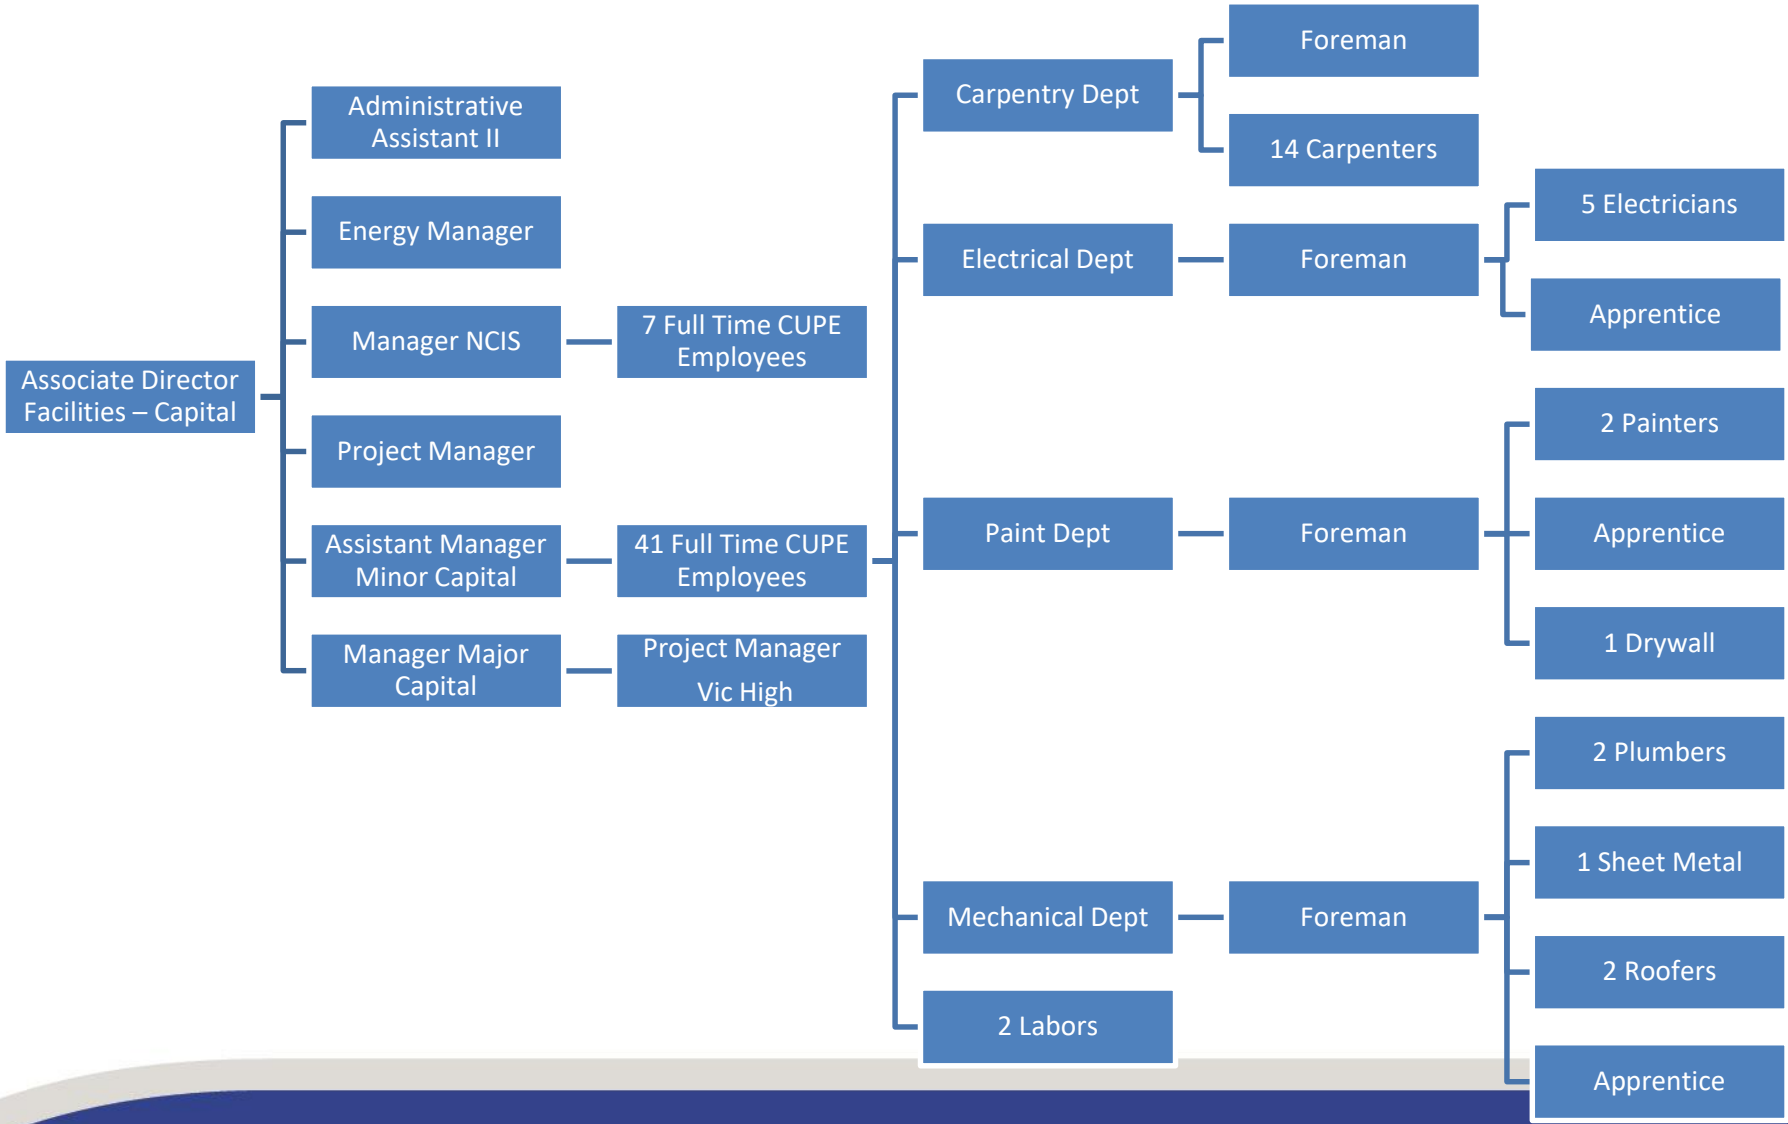 Associate Director
Facilities – Capital
Administrative
Assistant II
Energy Manager
Manager NCIS
7 Full Time CUPE
Employees
Project Manager
Assistant Manager
Minor Capital
41 Full Time CUPE
Employees
Manager Major
Capital
Project Manager
Vic High
Carpentry Dept
Foreman
14 Carpenters
Electrical Dept
Foreman
5 Electricians
Apprentice
Paint Dept
Foreman
2 Painters
Apprentice
1 Drywall
Mechanical Dept
Foreman
2 Plumbers
1 Sheet Metal
2 Roofers
Apprentice
2 Labors